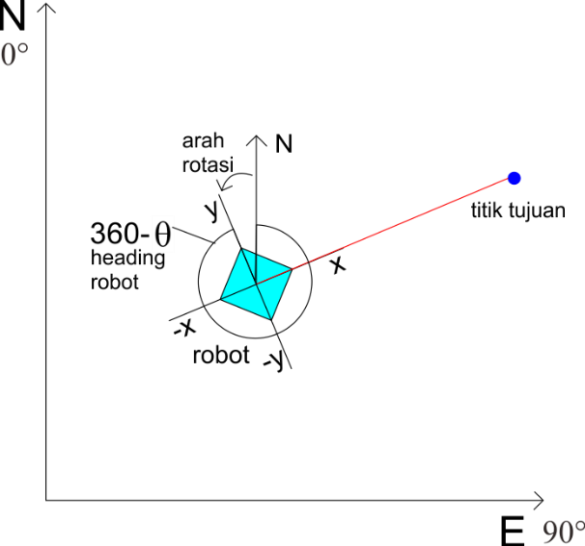 N
0°
arah
rotasi
N
y
titik tujuan
360-θ
heading
robot
x
-x
robot
-y
E 90°